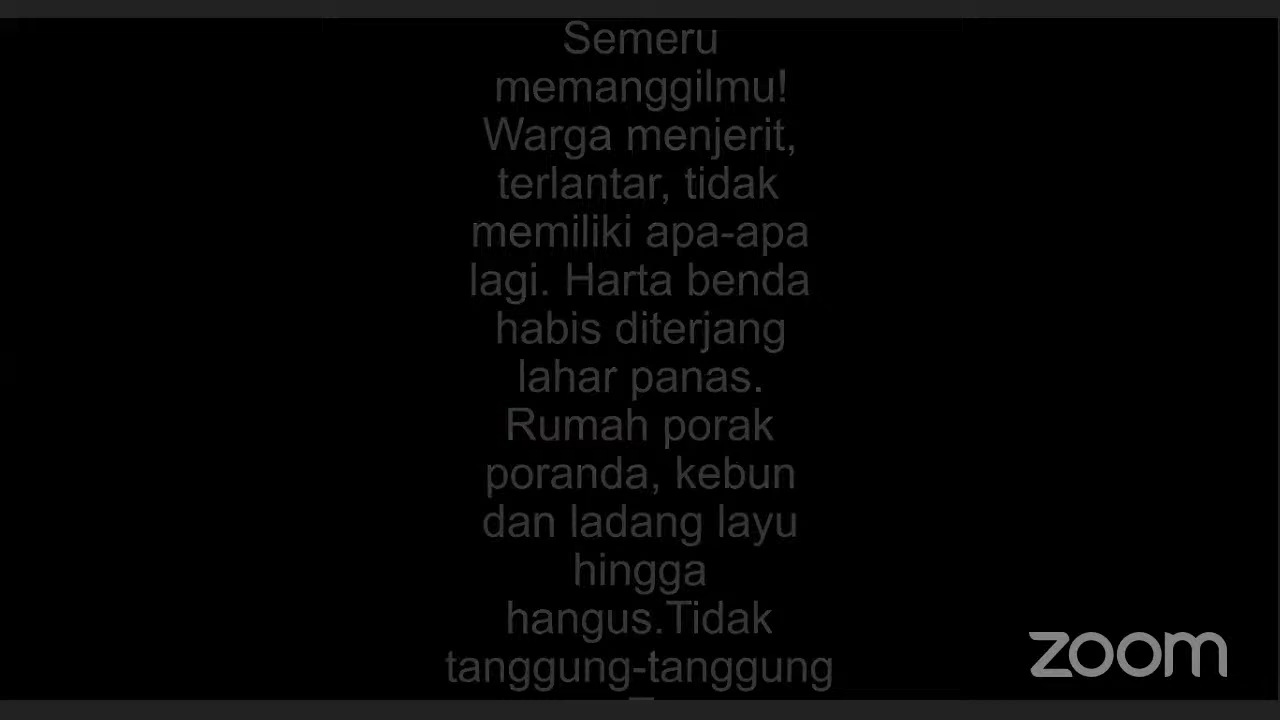 Semeru
memanggilmu!
Warga menjerit,
terlantar, tidak
memiliki apa-apa
lagi. Harta benda
habis diterjang
lahar panas.
Rumah porak
poranda, kebun
dan ladang layu
hingga
hangus.Tidak
tanggung-tanggung
zoom